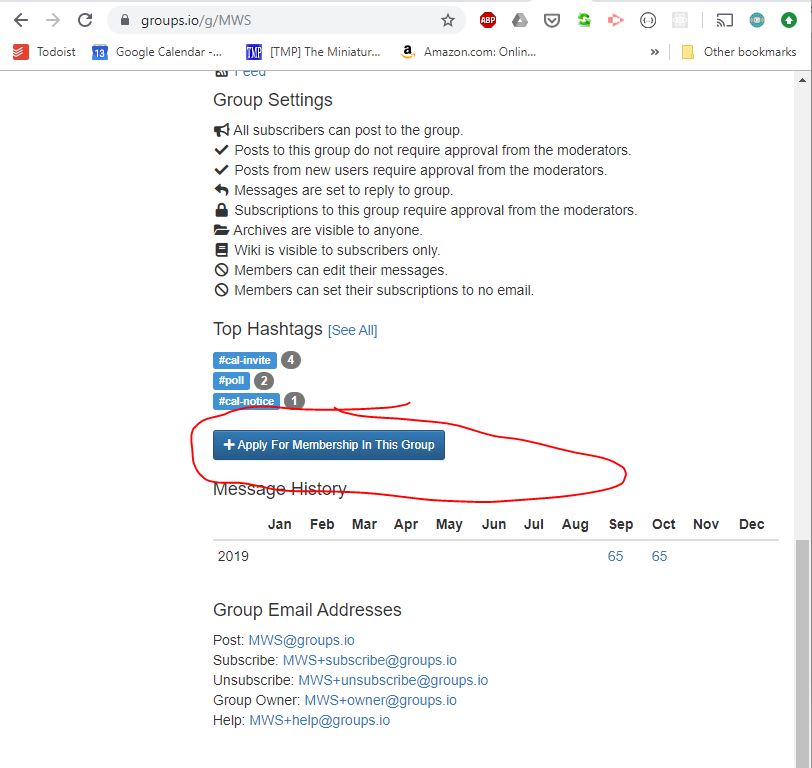 groups.io/g/MWS
ABP
Todoist
13 Google Calendar -...
TMP [TMP] The Miniatur...
a Amazon.com: Onlin...
» Other bookmarks
Feed
Group Settings
All subscribers can post to the group.
Posts to this group do not require approval from the moderators.
Posts from new users require approval from the moderators.
Messages are set to reply to group.
Subscriptions to this group require approval from the moderators.
Archives are visible to anyone.
Wiki is visible to subscribers only.
Members can edit their messages.
Members can set their subscriptions to no email.
Top Hashtags [See All]
#cal-invite 4
#poll 2
#cal-notice 1
+ Apply For Membership In This Group
Message History
Jan Feb Mar Apr May Jun Jul Aug Sep Oct Nov Dec
2019 65 65
Group Email Addresses
Post: MWS@groups.io
Subscribe: MWS+subscribe@groups.io
Unsubscribe: MWS+unsubscribe@groups.io
Group Owner: MWS+owner@groups.io
Help: MWS+help@groups.io